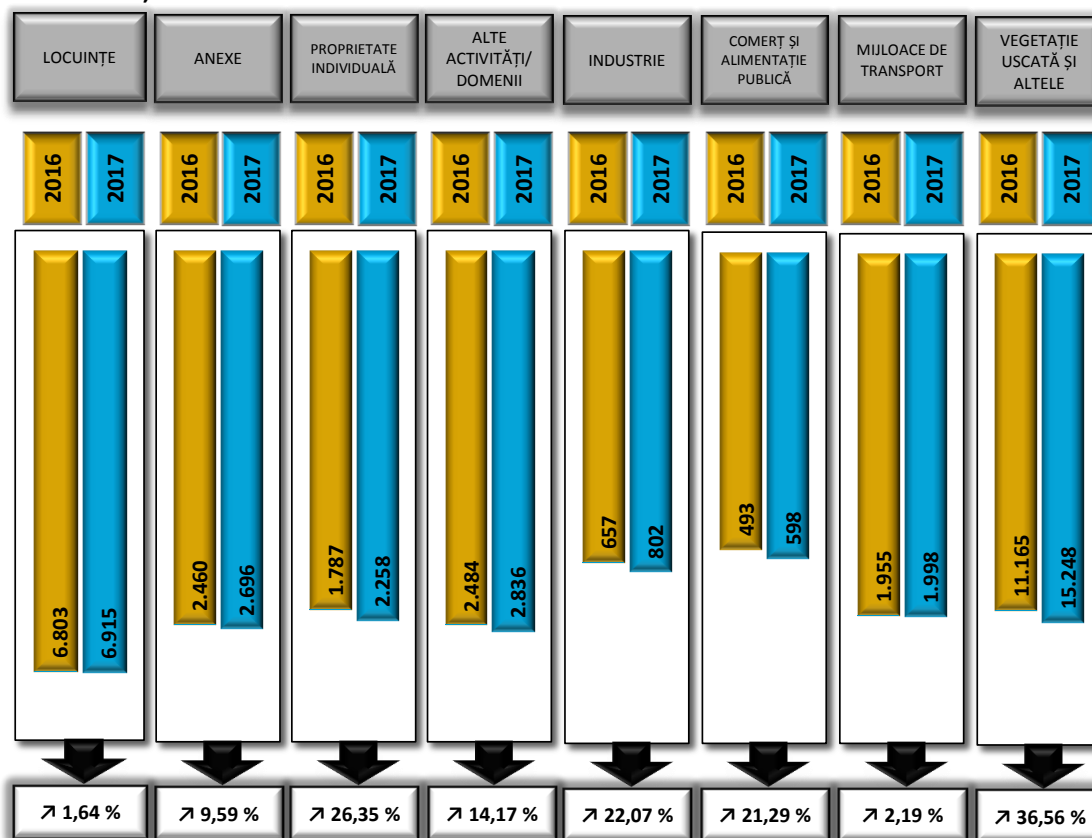 LOCUINȚE
ANEXE
PROPRIETATE
INDIVIDUALĂ
ALTE
ACTIVITĂȚI/
DOMENII
INDUSTRIE
COMERȚ ȘI
ALIMENTAȚIE
PUBLICĂ
MIJLOACE DE
TRANSPORT
VEGETAȚIE
USCATĂ ȘI
ALTELE
2016
2017
2016
2017
2016
2017
2016
2017
2016
2017
2016
2017
2016
2017
2016
2017
6.803
6.915
2.460
2.696
1.787
2.258
2.484
2.836
657
802
493
598
1.955
1.998
11.165
15.248
↗ 1,64 %
↗ 9,59 %
↗ 26,35 %
↗ 14,17 %
↗ 22,07 %
↗ 21,29 %
↗ 2,19 %
↗ 36,56 %